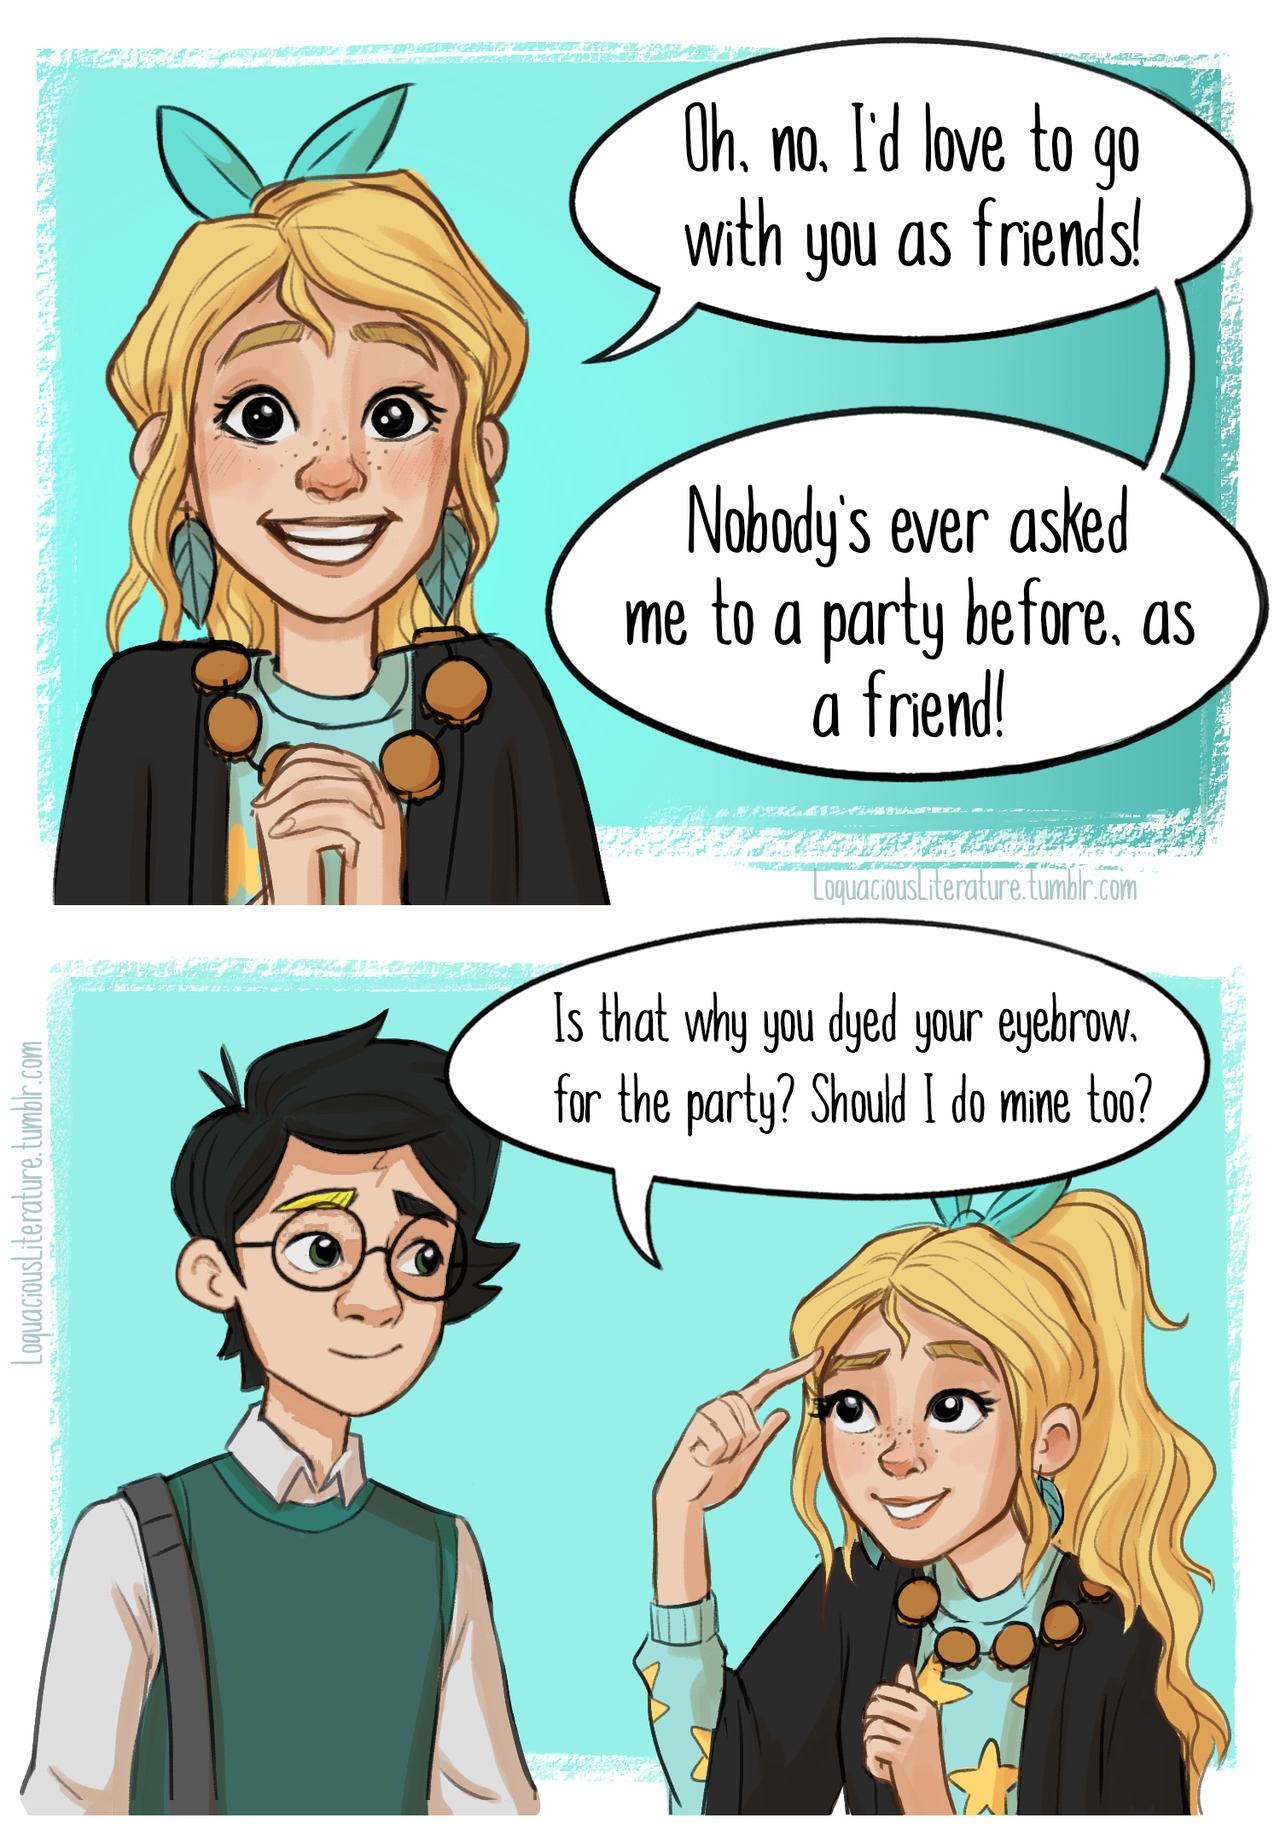 Oh, no, I'd love to go
with you as friends!
Nobody's ever asked
me to a party before, as
a friend!
LoquaciousLiterature.tumblr.com
Is that why you dyed your eyebrow,
for the party? Should I do mine too?
LoquaciousLiterature.tumblr.com